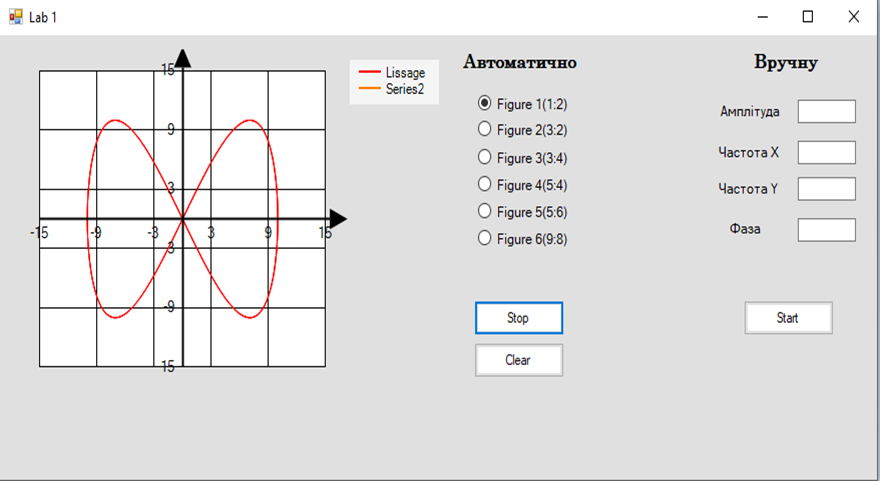 Lab 1
15
9
3
-15 -9 -3 3 9 15
3
-9
15
Lissage
Series2
Автоматично
Figure 1(1:2)
Figure 2(3:2)
Figure 3(3:4)
Figure 4(5:4)
Figure 5(5:6)
Figure 6(9:8)
Stop
Clear
Вручну
Амплітуда
Частота X
Частота Y
Фаза
Start